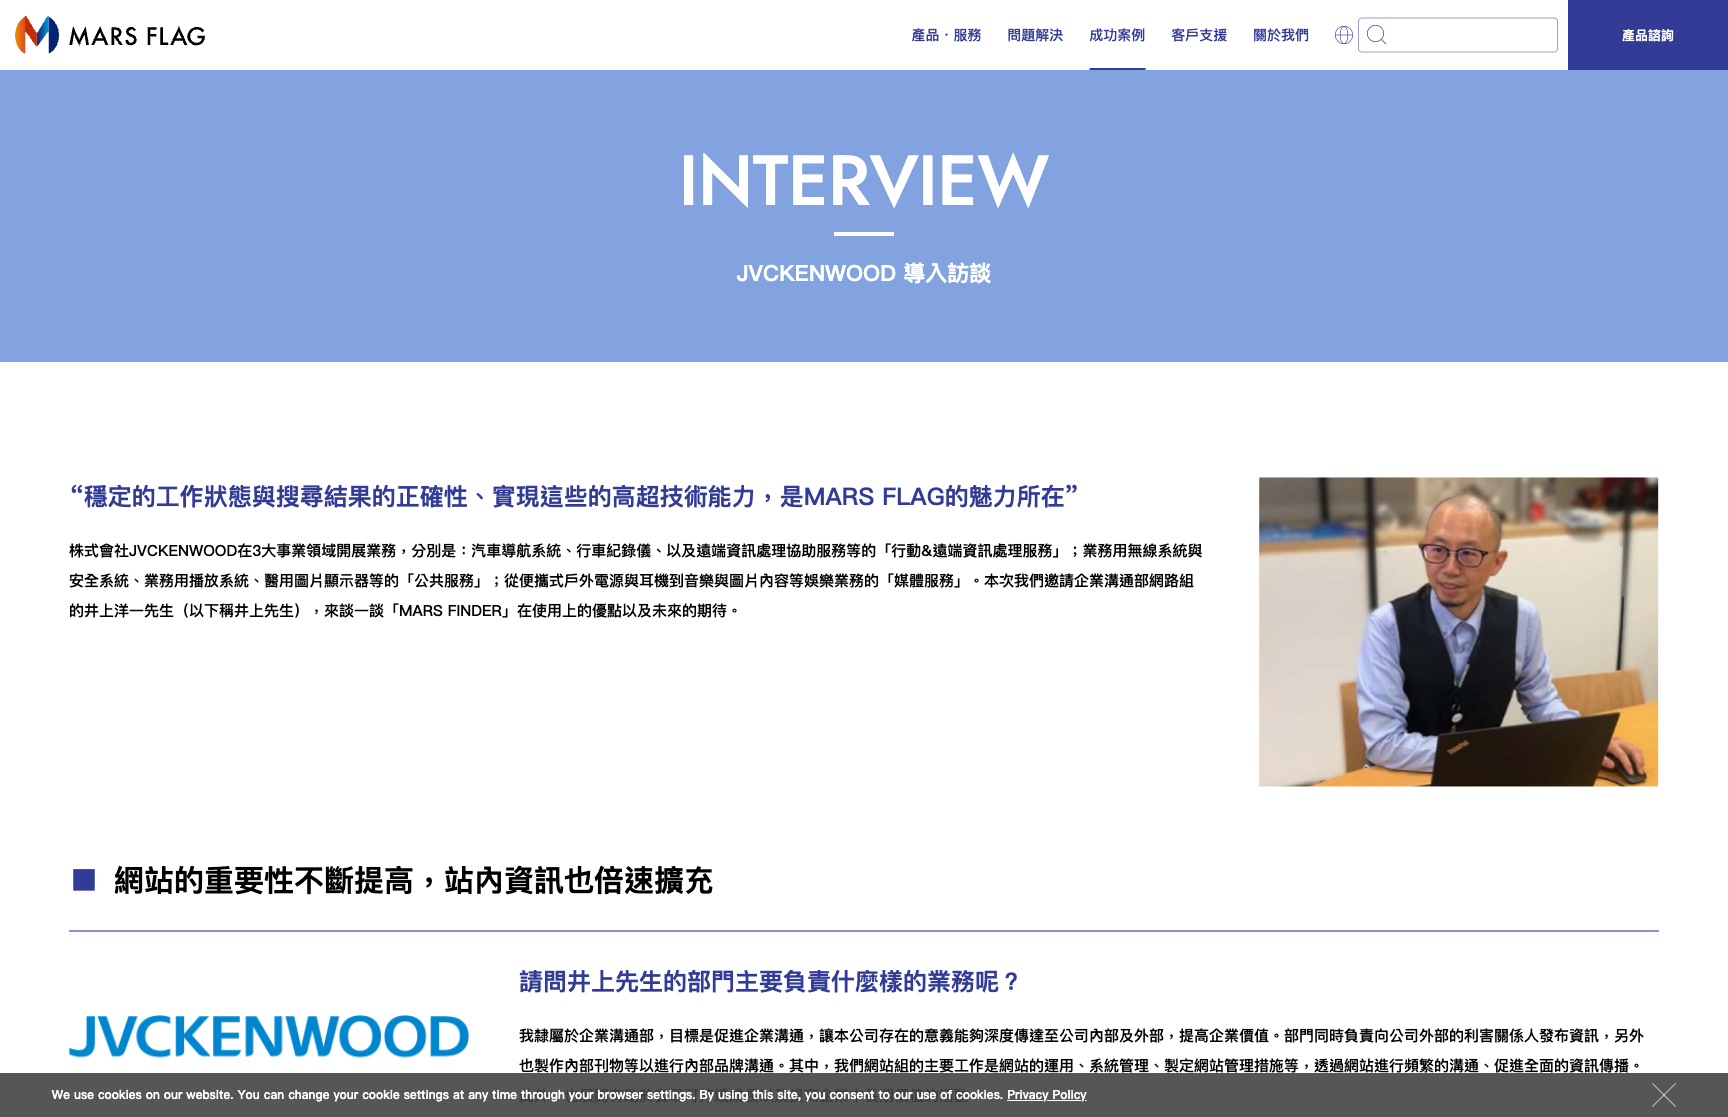 MARS FLAG
產品・服務 問題解決 成功案例 客戶支援 關於我們 產品諮詢
INTERVIEW
JVCKENWOOD 導入訪談
“穩定的工作狀態與搜尋結果的正確性、實現這些的高超技術能力，是MARS FLAG的魅力所在”
株式會社JVCKENWOOD在3大事業領域開展業務，分別是：汽車導航系統、行車紀錄儀、以及遠端資訊處理協助服務等的「行動&遠端資訊處理服務」；業務用無線系統與
安全系統、業務用播放系統、醫用圖片顯示器等的「公共服務」；從便攜式戶外電源與耳機到音樂與圖片內容等娛樂業務的「媒體服務」。本次我們邀請企業溝通部網路組
的井上洋一先生（以下稱井上先生），來談一談「MARS FINDER」在使用上的優點以及未來的期待。
■ 網站的重要性不斷提高，站內資訊也倍速擴充
JVCKENWOOD
請問井上先生的部門主要負責什麼樣的業務呢？
我隸屬於企業溝通部，目標是促進企業溝通，讓本公司存在的意義能夠深度傳達至公司內部及外部，提高企業價值。部門同時負責向公司外部的利害關係人發布資訊，另外
也製作內部刊物等以進行內部品牌溝通。其中，我們網站組的主要工作是網站的運用、系統管理、製定網站管理措施等，透過網站進行頻繁的溝通、促進全面的資訊傳播。
We use cookies on our website. You can change your cookie settings at any time through your browser settings. By using this site, you consent to our use of cookies. Privacy Policy